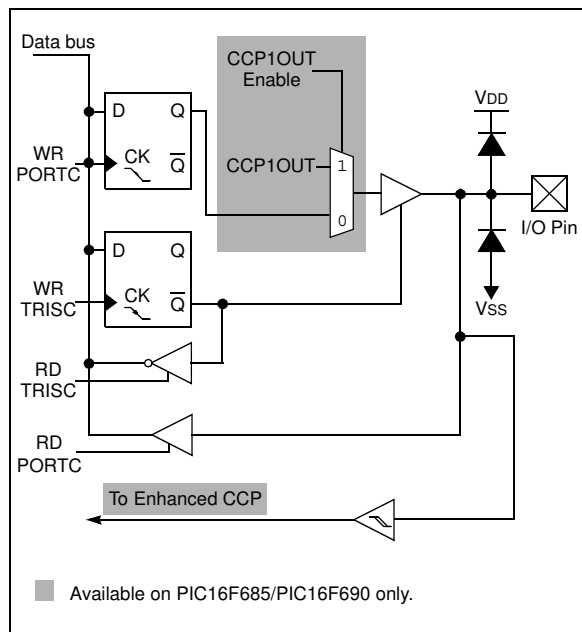 Data bus
CCP1OUT
Enable
VDD
D Q
WR
PORTC
CK Q
CCP1OUT
1
0
I/O Pin
D Q
WR
TRISC
CK Q
VSS
RD
TRISC
RD
PORTC
To Enhanced CCP
Available on PIC16F685/PIC16F690 only.